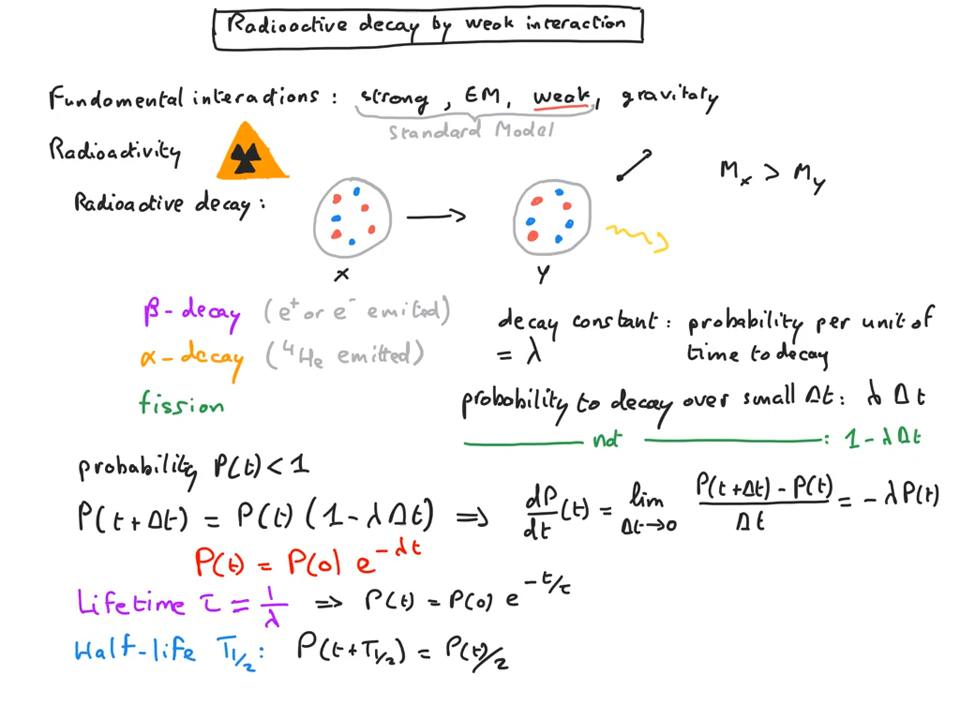 Radioactive decay by weak interaction
Fundamental interactions : strong , EM, weak, gravitaty
Standard Model
Radioactivity
Radioactive decay :
Mx > My
X
Y
β - decay (e⁺ or e⁻ emitted)
α - decay (⁴He emitted)
fission
decay constant : probability per unit of
= λ time to decay
probability to decay over small Δt : λ Δt
not : 1 - λ Δt
probability P(t) < 1
P(t + Δt) = P(t) (1 - λ Δt) => dP/dt (t) = lim Δt→0 P(t + Δt) - P(t) / Δt = - λ P(t)
P(t) = P(0) e^-λt
Lifetime τ = 1/λ => P(t) = P(0) e^-t/τ
Half-life T1/2 : P(t + T1/2) = P(t)/2